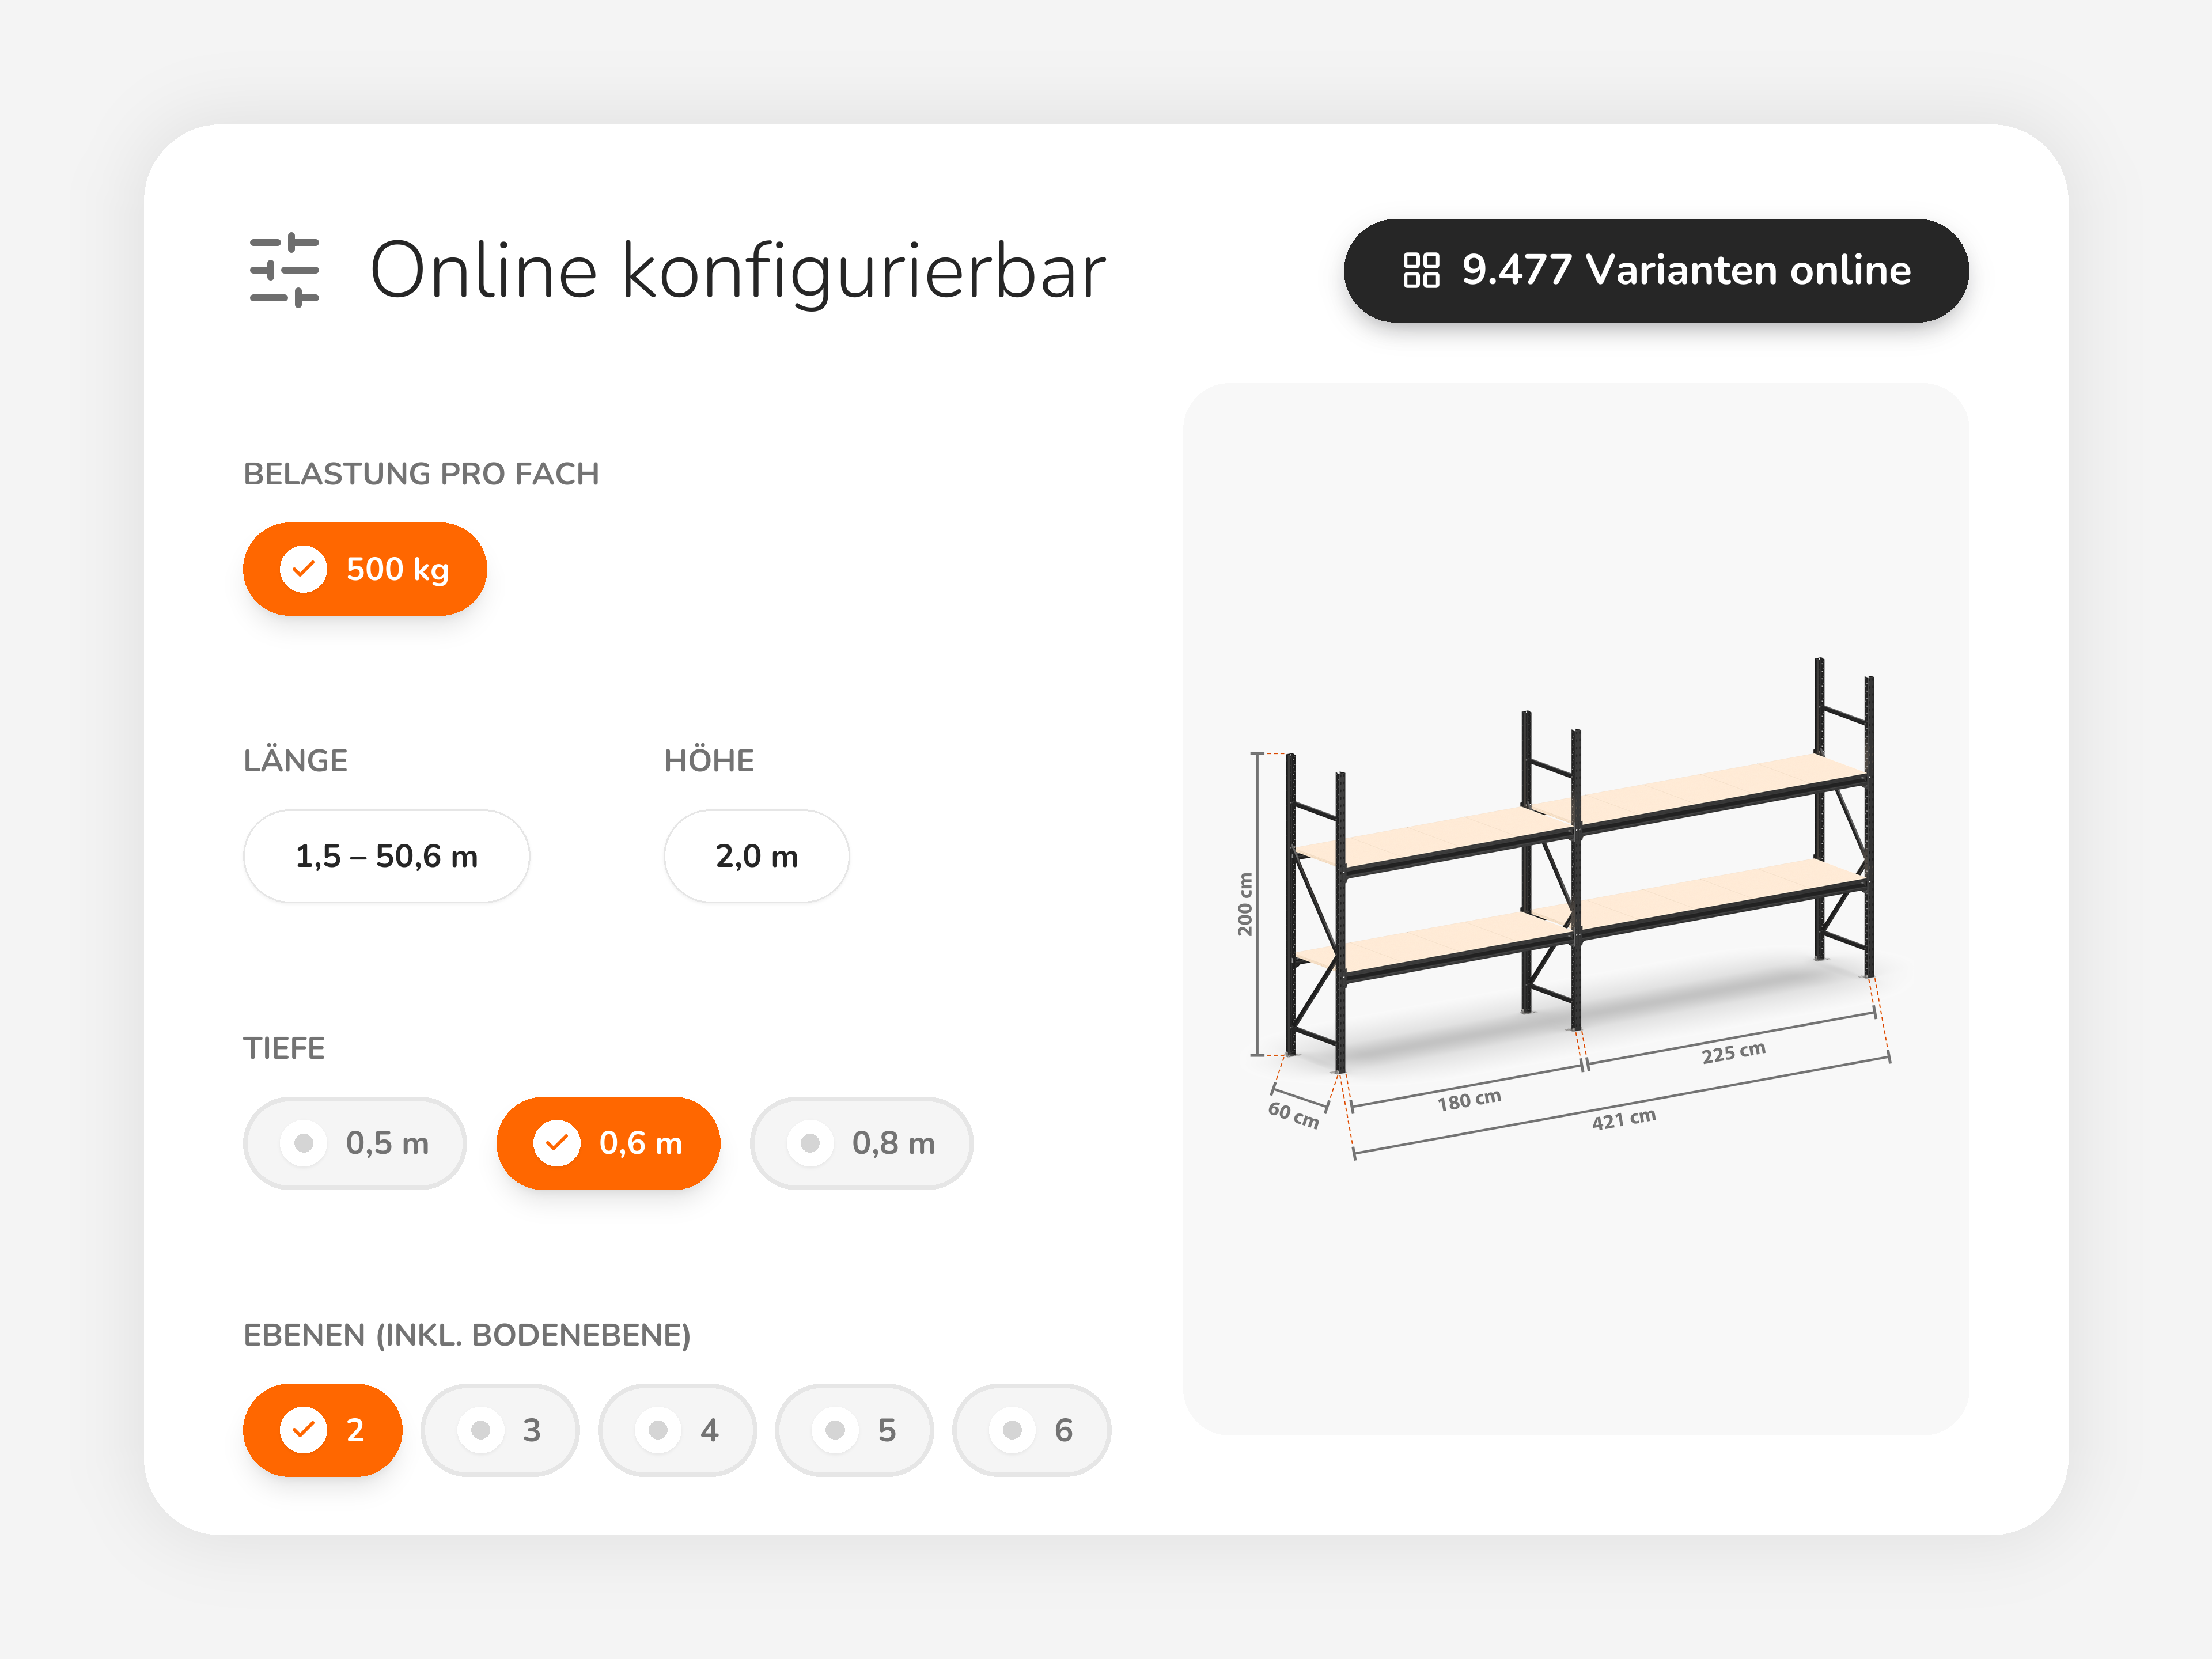 Online konfigurierbar
9.477 Varianten online
BELASTUNG PRO FACH
500 kg
LÄNGE
HÖHE
1,5 – 50,6 m
2,0 m
TIEFE
0,5 m
0,6 m
0,8 m
EBENEN (INKL. BODENEBENE)
2
3
4
5
6
200 cm
60 cm
180 cm
225 cm
421 cm